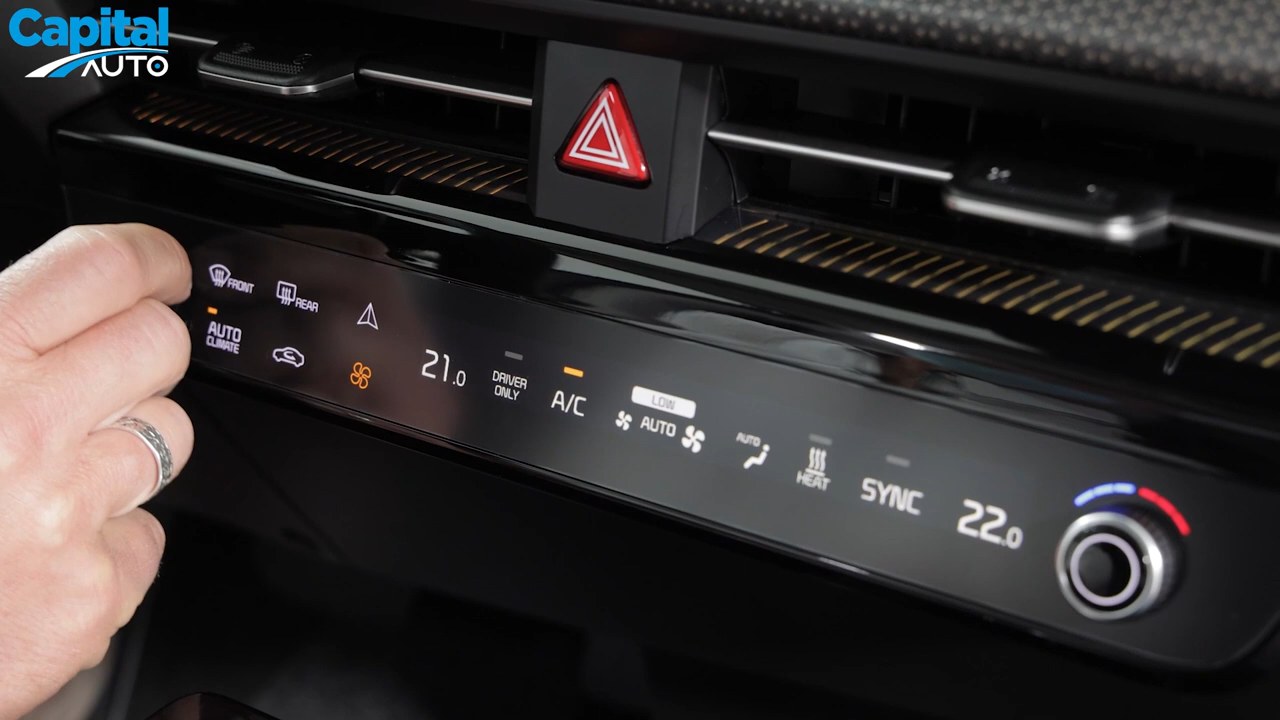 Capital
AUTO
FRONT
REAR
AUTO
CLIMATE
21.0
DRIVER
ONLY
A/C
LOW
AUTO
AUTO
HEAT
SYNC
22.0